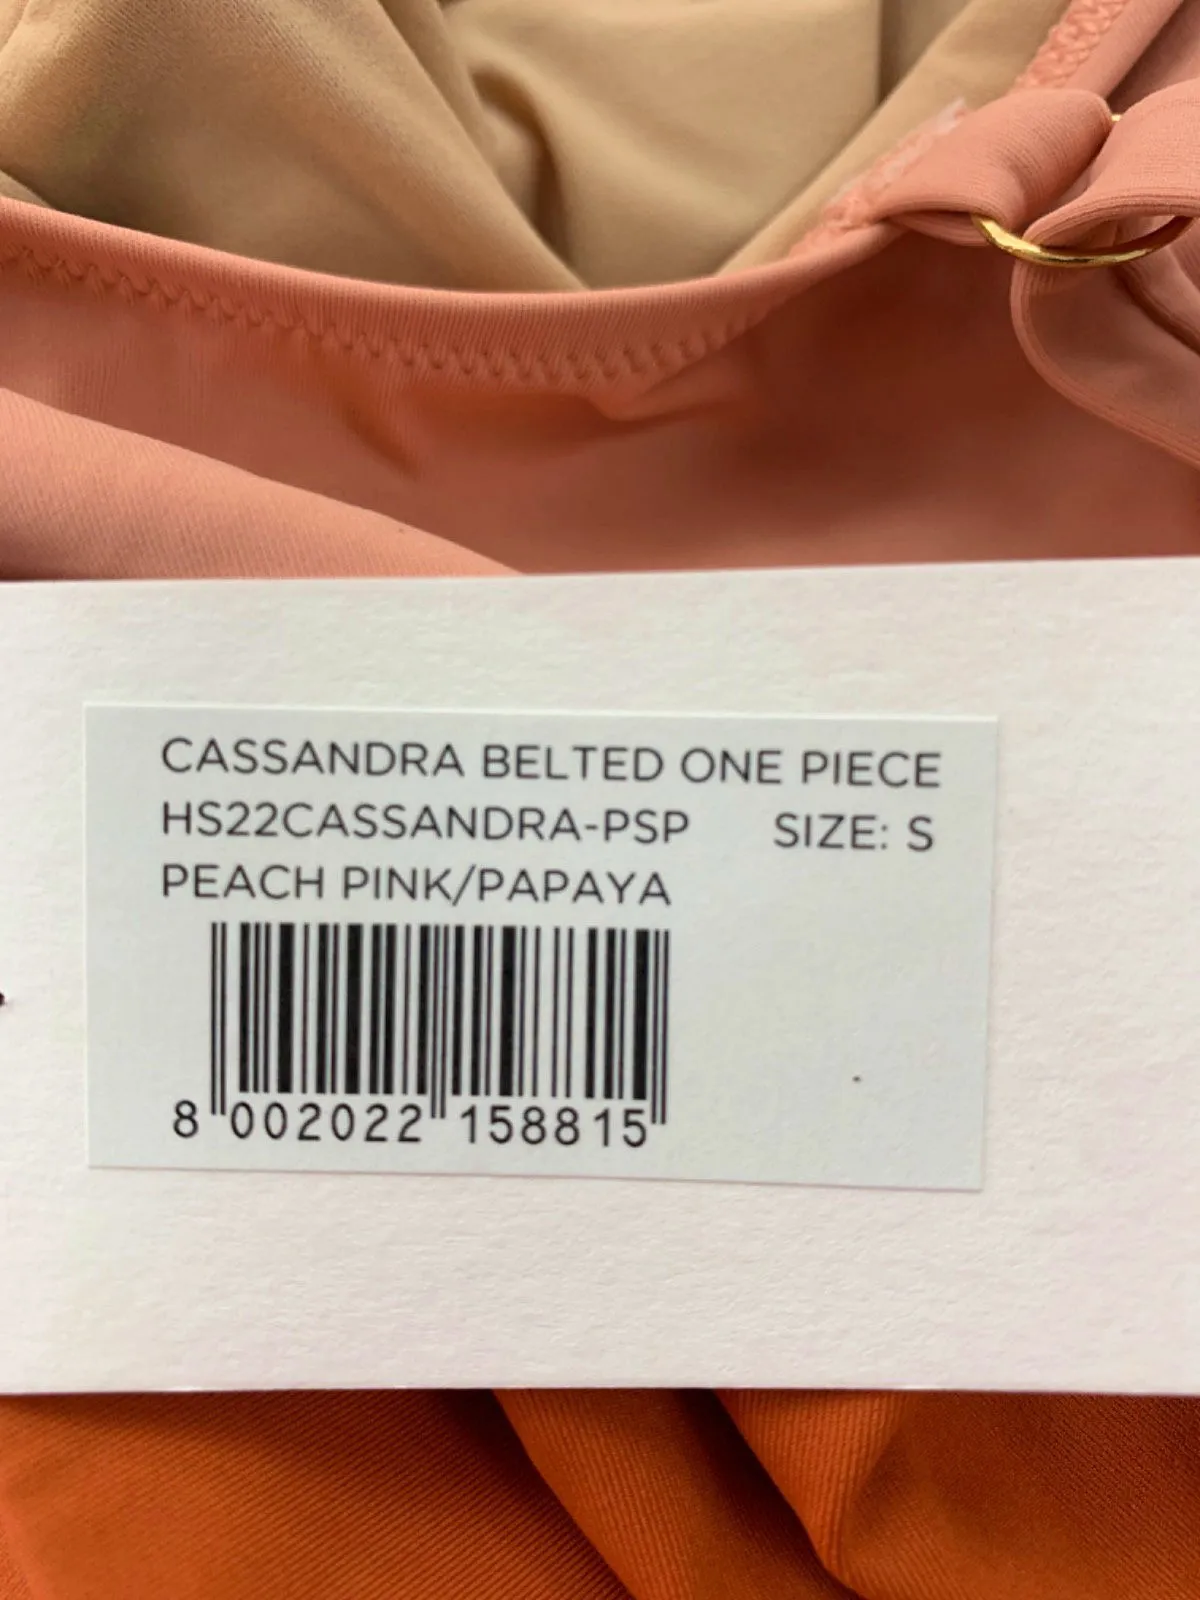 CASSANDRA BELTED ONE PIECE
HS22CASSANDRA-PSP SIZE: S
PEACH PINK/PAPAYA
8 002022 158815